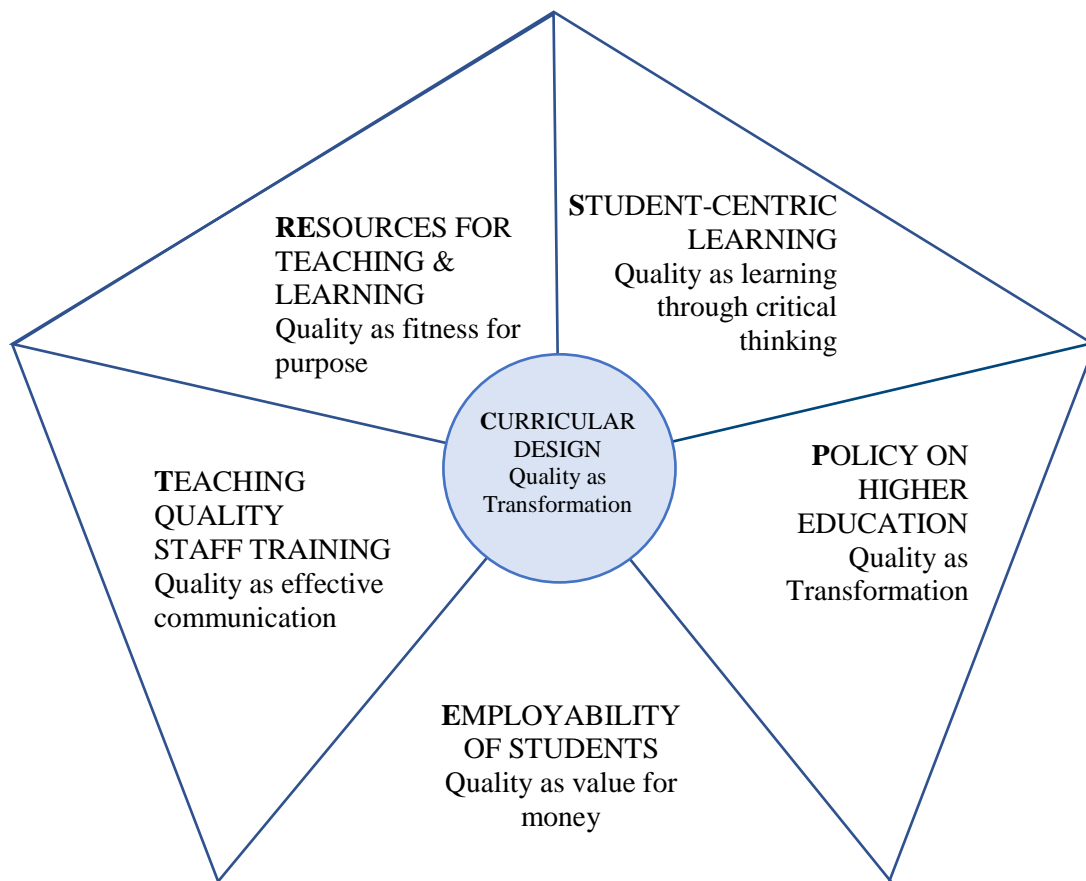 RESOURCES FOR
TEACHING &
LEARNING
Quality as fitness for
purpose
STUDENT-CENTRIC
LEARNING
Quality as learning
through critical
thinking
CURRICULAR
DESIGN
Quality as
Transformation
TEACHING
QUALITY
STAFF TRAINING
Quality as effective
communication
POLICY ON
HIGHER
EDUCATION
Quality as
Transformation
EMPLOYABILITY
OF STUDENTS
Quality as value for
money